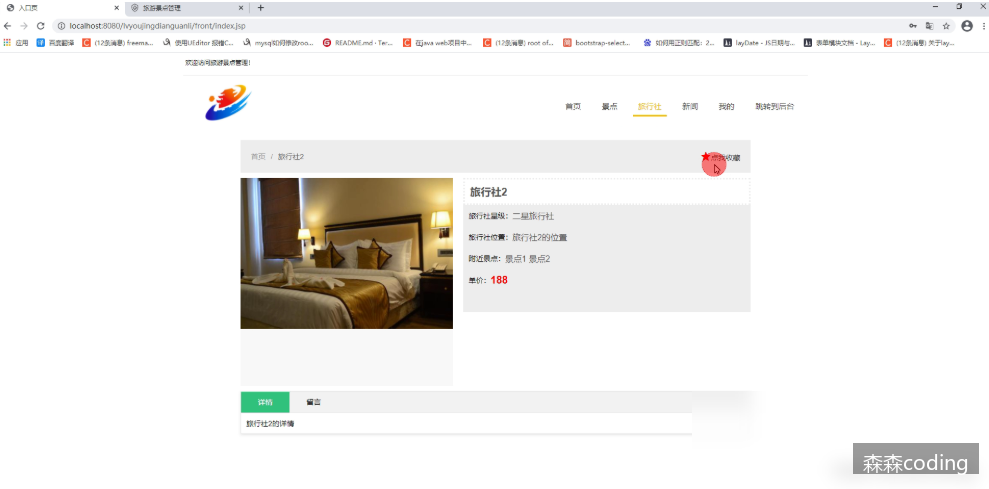 入口页
旅游景点管理
localhost:8080/lvyoujingdianguanli/front/index.jsp
应用 百度翻译 (12条消息) freema... 使用UEditor 报错C... mysql如何修改roo... README.md · Ter... 在java web项目中... (12条消息) root of... bootstrap-select... 如何用正则匹配: 2... layDate - JS日期与... 表单模块文档 - Lay... (12条消息) 关于lay...
欢迎访问旅游景点管理!
首页 景点 旅行社 新闻 我的 跳转到后台
首页 / 旅行社2
点我收藏
旅行社2
旅行社星级: 二星旅行社
旅行社位置: 旅行社2的位置
附近景点: 景点1 景点2
单价: 188
详情 留言
旅行社2的详情
森森coding